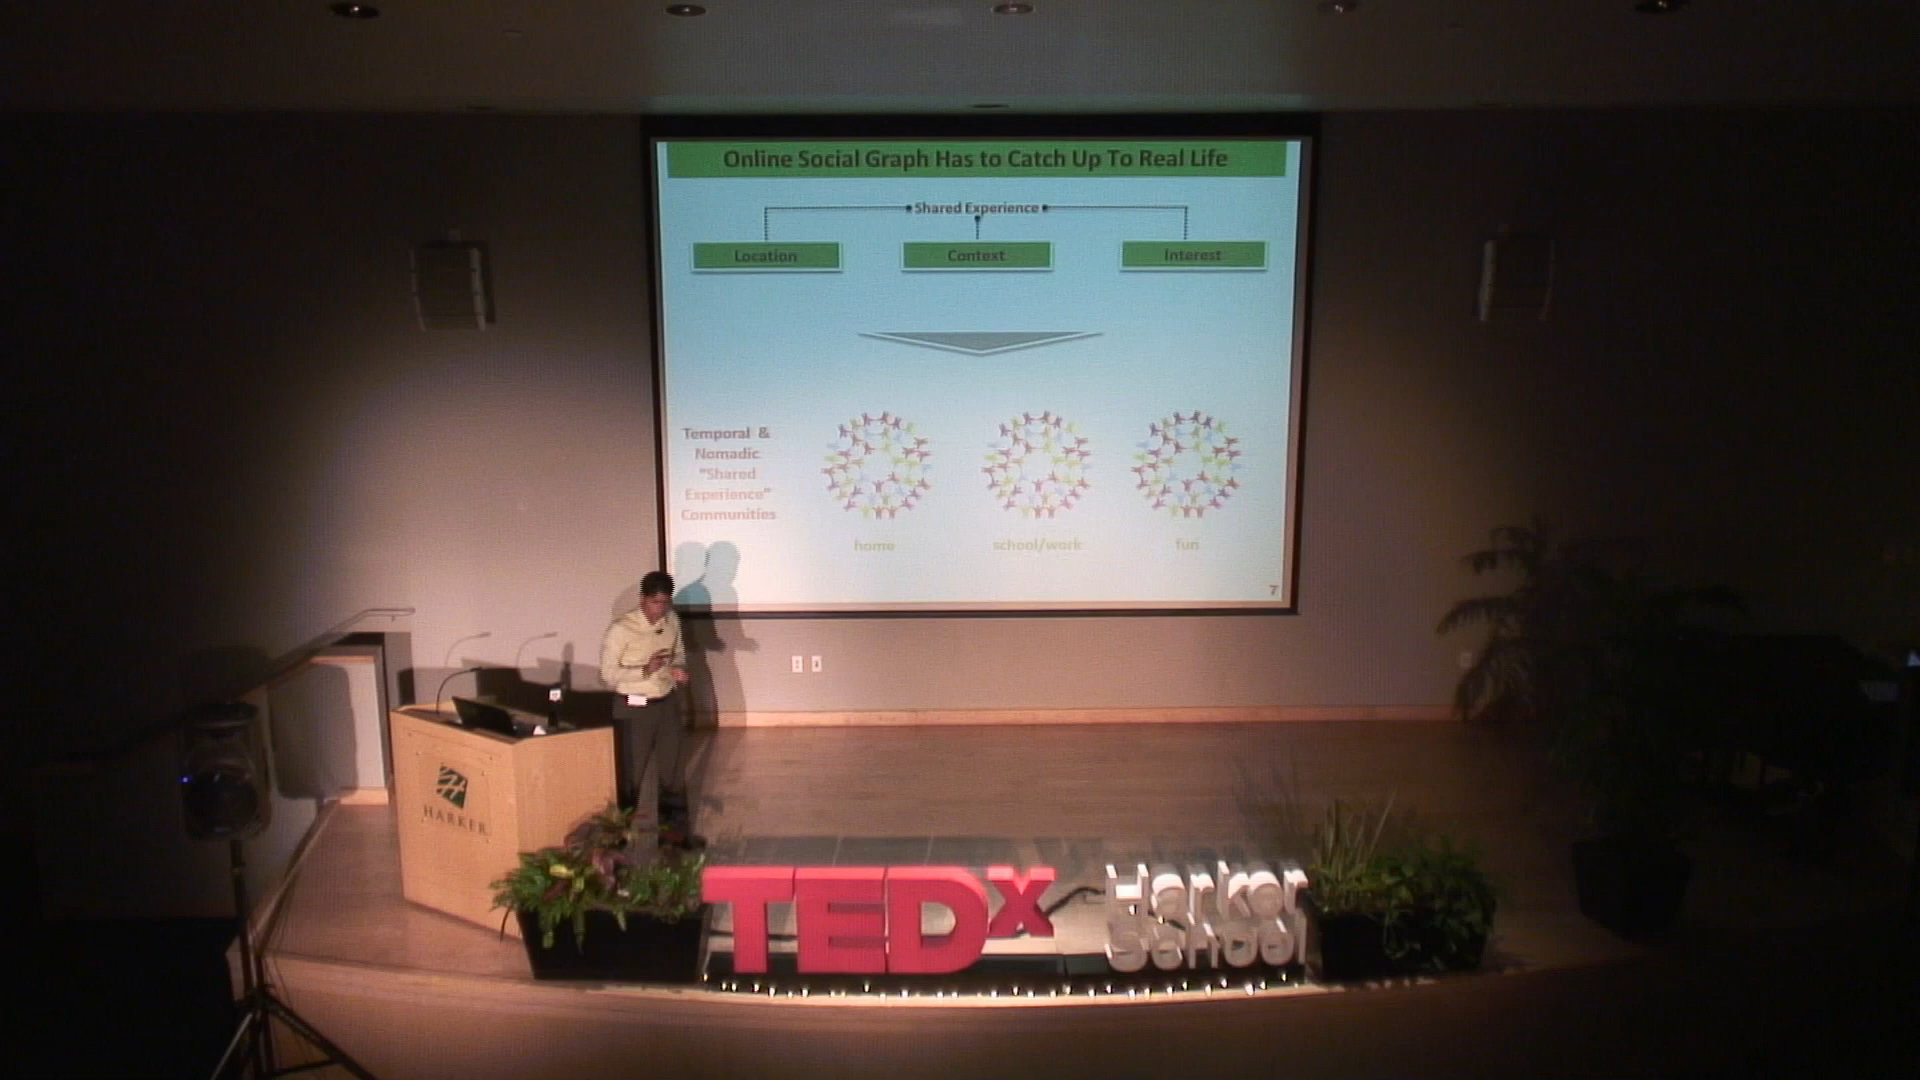 Online Social Graph Has to Catch Up To Real Life
Shared Experience
Location
Context
Interest
Temporal &
Nomadic
"Shared
Experience"
Communities
home
school/work
fun
7
HARKER
TEDx
Harker
School